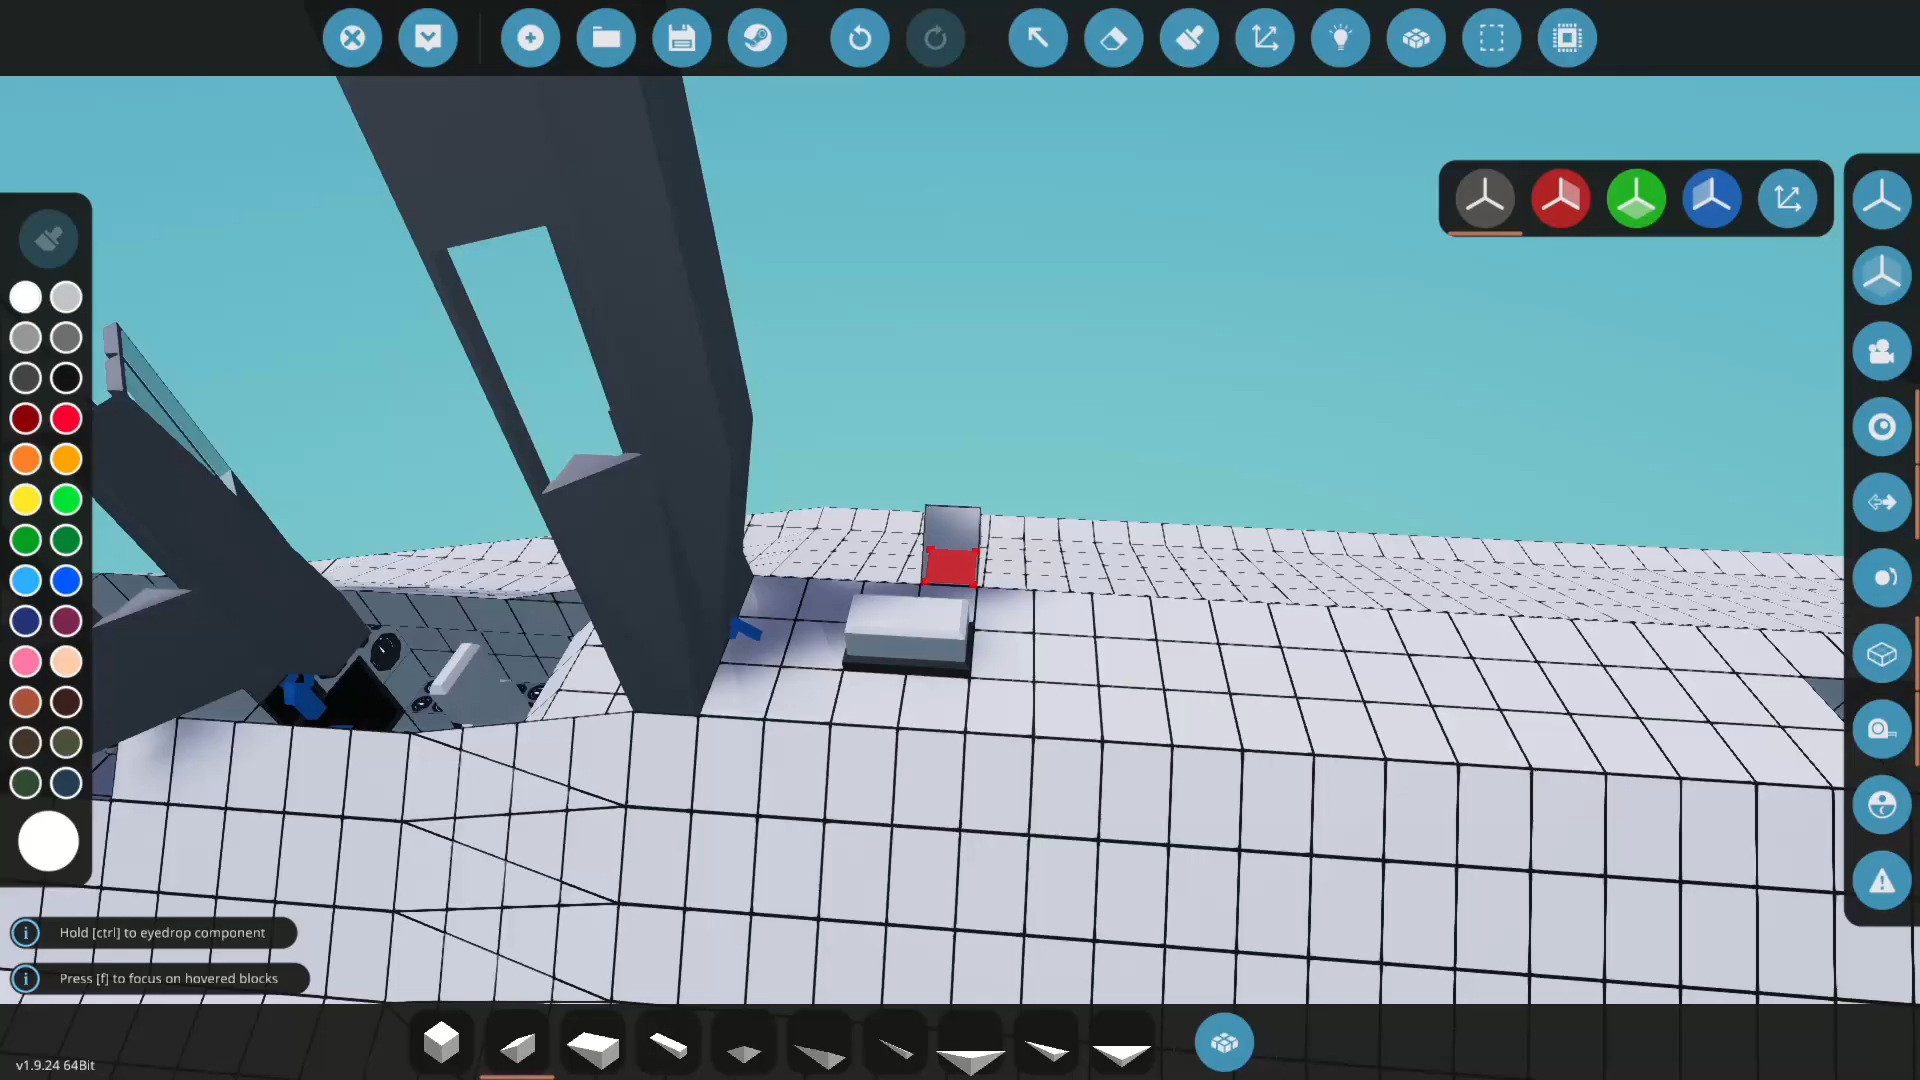 Hold [ctrl] to eyedrop component
Press [f] to focus on hovered blocks
v1.9.24 64Bit